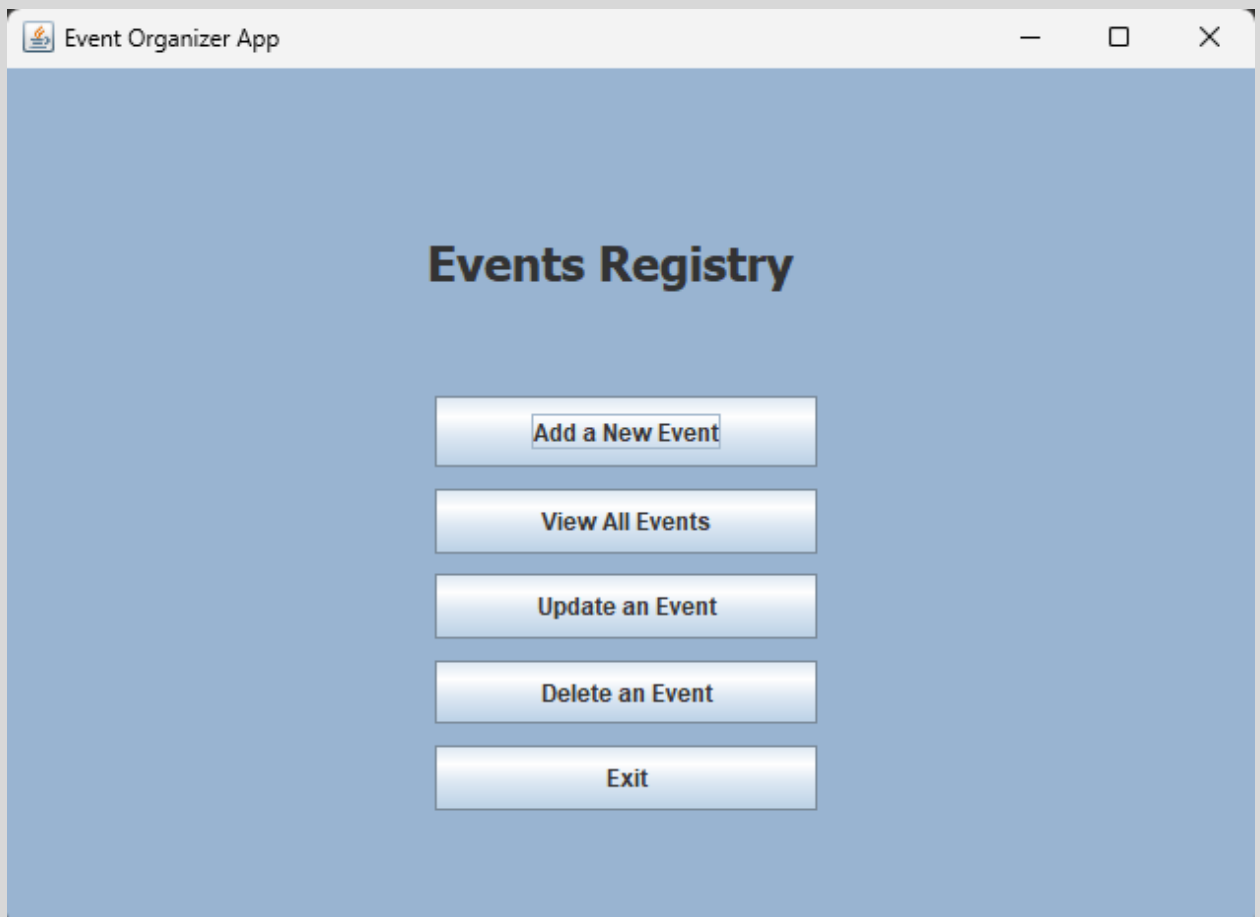 Event Organizer App
Events Registry
Add a New Event
View All Events
Update an Event
Delete an Event
Exit